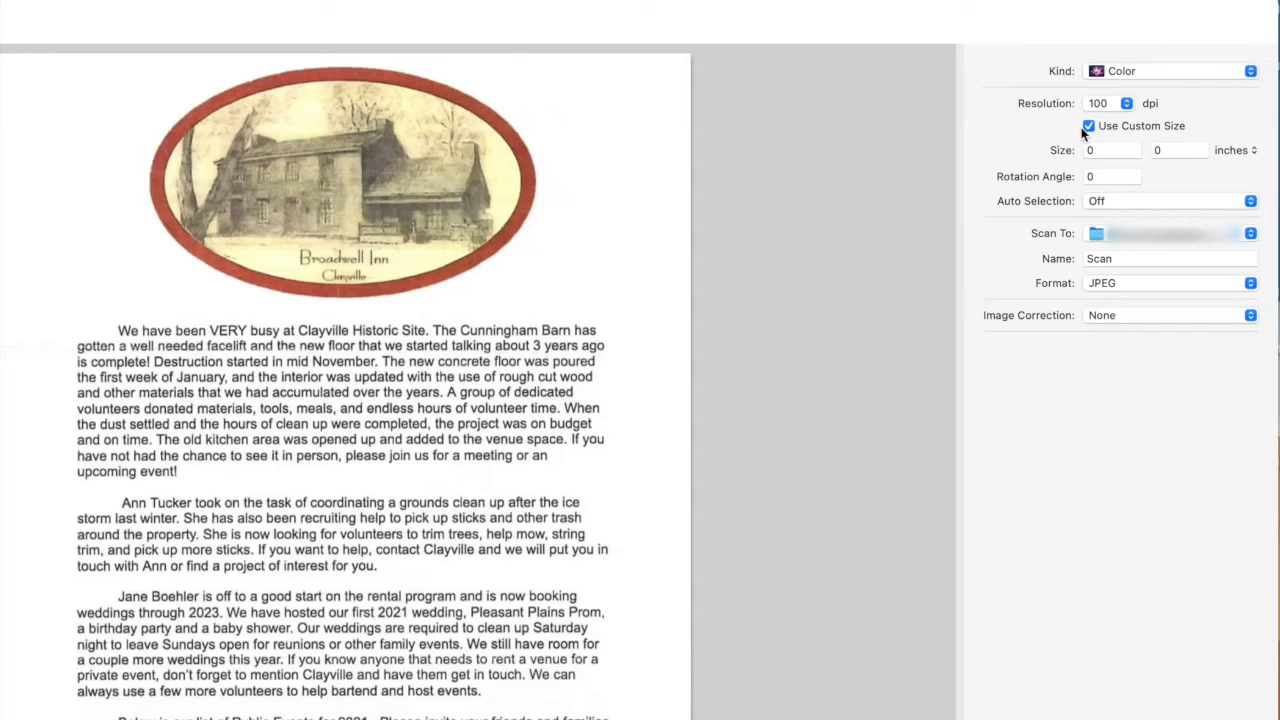 Kind: Color
Resolution: 100 dpi
Use Custom Size
Size: 0 0 inches
Rotation Angle: 0
Auto Selection: Off
Scan To:
Name: Scan
Format: JPEG
Image Correction: None
Broadwell Inn
Clayville
We have been VERY busy at Clayville Historic Site. The Cunningham Barn has
gotten a well needed facelift and the new floor that we started talking about 3 years ago
is complete! Destruction started in mid November. The new concrete floor was poured
the first week of January, and the interior was updated with the use of rough cut wood
and other materials that we had accumulated over the years. A group of dedicated
volunteers donated materials, tools, meals, and endless hours of volunteer time. When
the dust settled and the hours of clean up were completed, the project was on budget
and on time. The old kitchen area was opened up and added to the venue space. If you
have not had the chance to see it in person, please join us for a meeting or an
upcoming event!
Ann Tucker took on the task of coordinating a grounds clean up after the ice
storm last winter. She has also been recruiting help to pick up sticks and other trash
around the property. She is now looking for volunteers to trim trees, help mow, string
trim, and pick up more sticks. If you want to help, contact Clayville and we will put you in
touch with Ann or find a project of interest for you.
Jane Boehler is off to a good start on the rental program and is now booking
weddings through 2023. We have hosted our first 2021 wedding, Pleasant Plains Prom,
a birthday party and a baby shower. Our weddings are required to clean up Saturday
night to leave Sundays open for reunions or other family events. We still have room for
a couple more weddings this year. If you know anyone that needs to rent a venue for a
private event, don't forget to mention Clayville and have them get in touch. We can
always use a few more volunteers to help bartend and host events.
Below is our list of Public Events for 2021. Please invite your friends and families